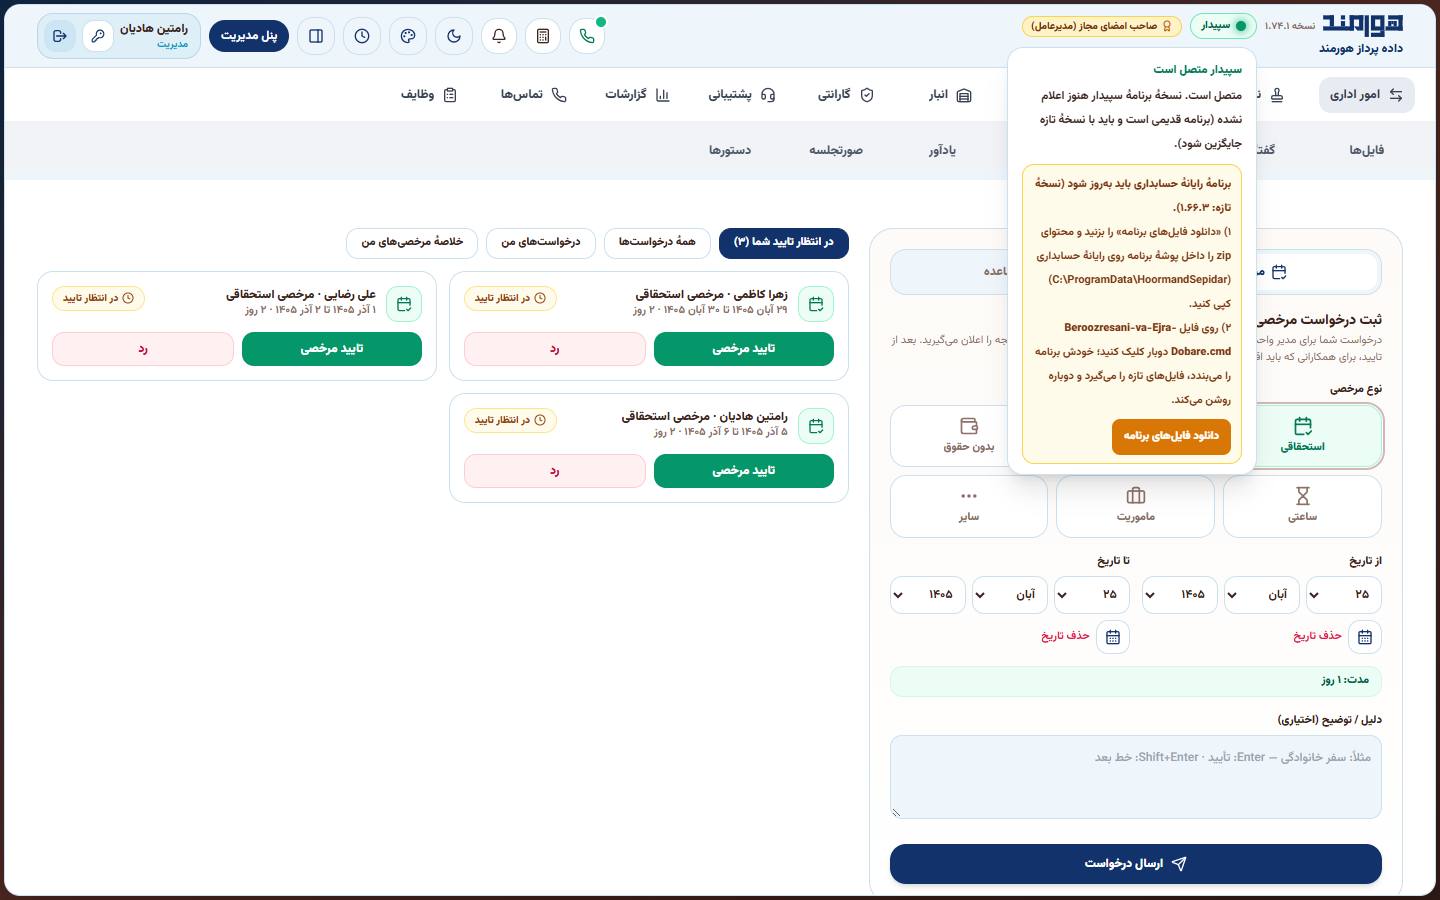 هورمند
داده پرداز هورمند
نسخه ۱.۷۴.۱
سپیدار
صاحب امضای مجاز (مدیرعامل)
پنل مدیریت
رامتین هادیان
مدیریت
امور اداری
انبار
گارانتی
پشتیبانی
گزارشات
تماس‌ها
وظایف
فایل‌ها
یادآور
صورتجلسه
دستورها
سپیدار متصل است
متصل است. نسخهٔ برنامهٔ سپیدار هنوز اعلام
نشده (برنامه قدیمی است و باید با نسخهٔ تازه
جایگزین شود).
برنامهٔ رایانهٔ حسابداری باید به‌روز شود (نسخهٔ
تازه: ۱.۶۶.۳).
۱) «دانلود فایل‌های برنامه» را بزنید و محتوای
zip را داخل پوشهٔ برنامه روی رایانهٔ حسابداری
(C:\ProgramData\HoormandSepidar)
کپی کنید.
۲) روی فایل Beroozresani-va-Ejra-
Dobare.cmd دوبار کلیک کنید؛ خودش برنامه
را می‌بندد، فایل‌های تازه را می‌گیرد و دوباره
روشن می‌کند.
دانلود فایل‌های برنامه
ثبت درخواست مرخصی
درخواست شما برای مدیر واحد
جه را اعلان می‌گیرید. بعد از
تایید، برای همکارانی که باید
نوع مرخصی
استحقاقی
بدون حقوق
ساعتی
ماموریت
سایر
از تاریخ
تا تاریخ
۲۵ آبان ۱۴۰۵
۲۵ آبان ۱۴۰۵
حذف تاریخ
حذف تاریخ
مدت: ۱ روز
دلیل / توضیح (اختیاری)
مثلاً: سفر خانوادگی — Enter: تأیید · Shift+Enter: خط بعد
ارسال درخواست
در انتظار تایید شما (۳)
همهٔ درخواست‌ها
درخواست‌های من
خلاصهٔ مرخصی‌های من
زهرا کاظمی · مرخصی استحقاقی
۲۹ آبان ۱۴۰۵ تا ۳۰ آبان ۱۴۰۵ · ۲ روز
در انتظار تایید
تایید مرخصی
رد
علی رضایی · مرخصی استحقاقی
۱ آذر ۱۴۰۵ تا ۲ آذر ۱۴۰۵ · ۲ روز
در انتظار تایید
تایید مرخصی
رد
رامتین هادیان · مرخصی استحقاقی
۵ آذر ۱۴۰۵ تا ۶ آذر ۱۴۰۵ · ۲ روز
در انتظار تایید
تایید مرخصی
رد